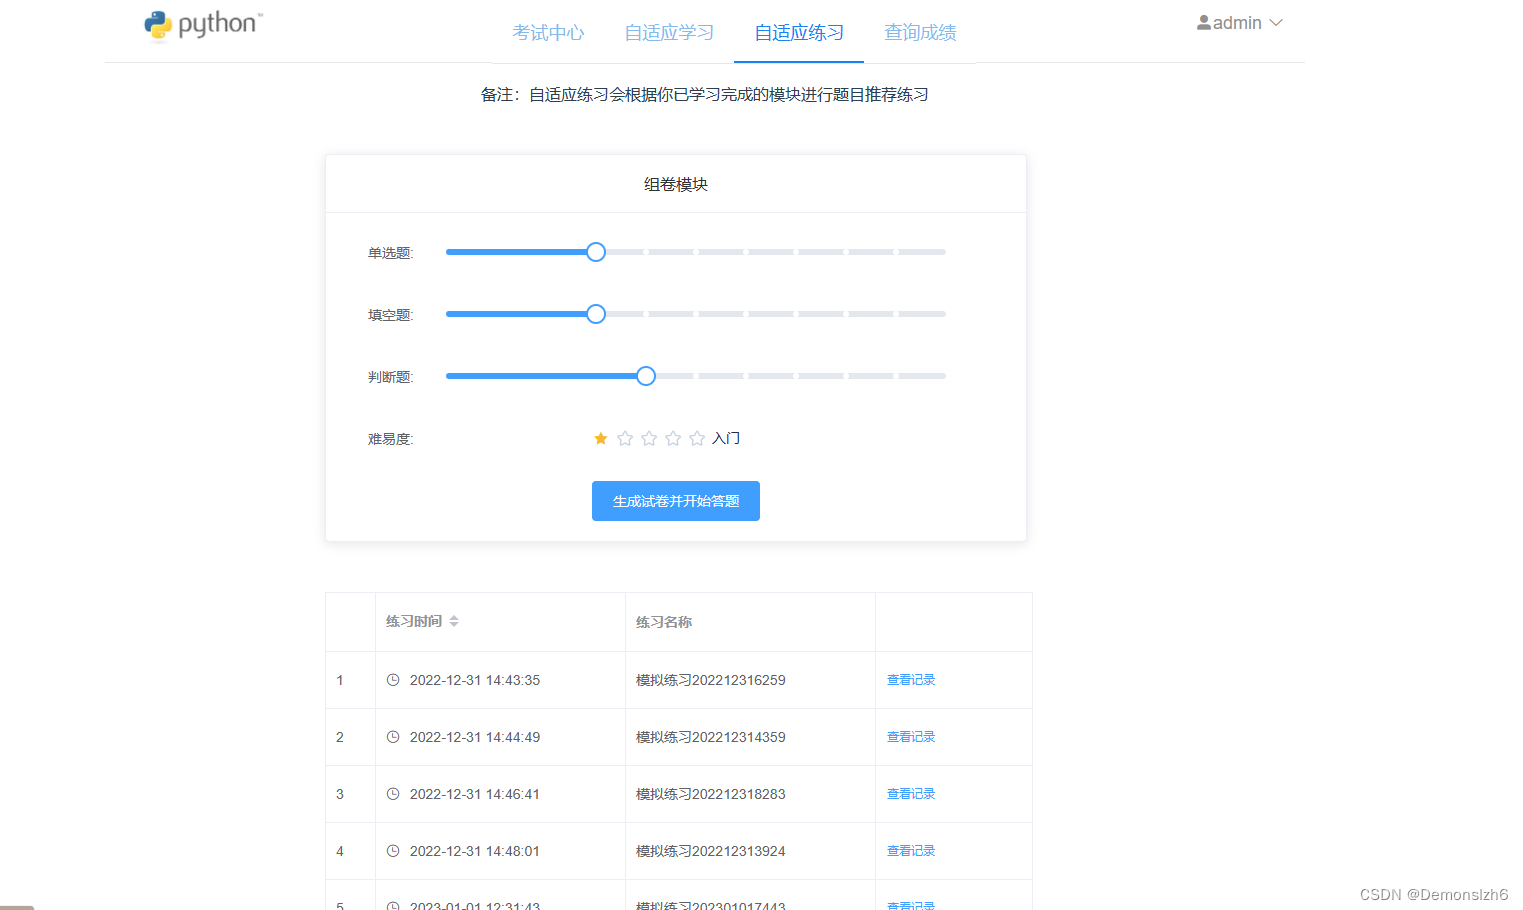 python
考试中心 自适应学习 自适应练习 查询成绩
admin
备注：自适应练习会根据你已学习完成的模块进行题目推荐练习
组卷模块
单选题:
填空题:
判断题:
难易度: 入门
生成试卷并开始答题
练习时间 练习名称
1 2022-12-31 14:43:35 模拟练习202212316259 查看记录
2 2022-12-31 14:44:49 模拟练习202212314359 查看记录
3 2022-12-31 14:46:41 模拟练习202212318283 查看记录
4 2022-12-31 14:48:01 模拟练习202212313924 查看记录
5 2023-01-01 12:31:43 模拟练习202301017443 查看记录
CSDN @Demonslzh6